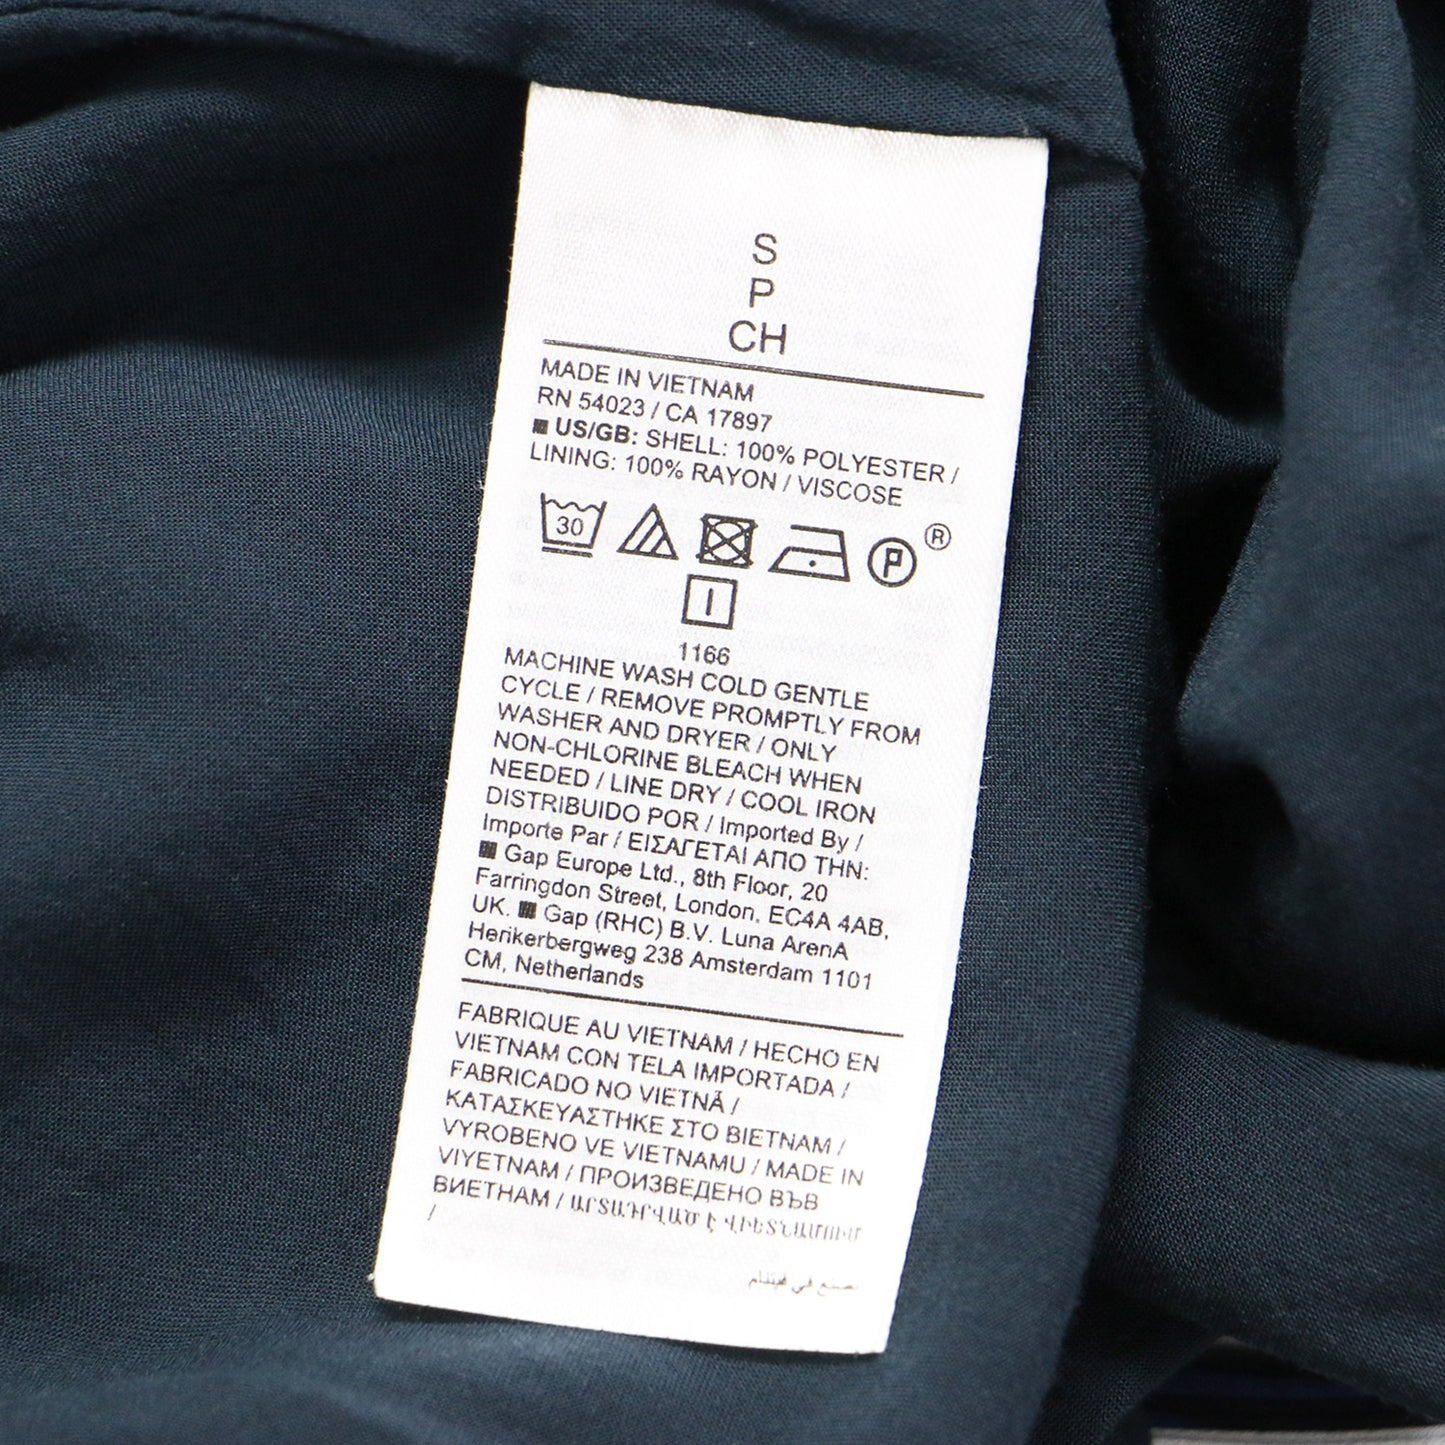 S
P
CH
MADE IN VIETNAM
RN 54023 / CA 17897
■ US/GB: SHELL: 100% POLYESTER /
LINING: 100% RAYON / VISCOSE
30
P
®
1166
MACHINE WASH COLD GENTLE
CYCLE / REMOVE PROMPTLY FROM
WASHER AND DRYER / ONLY
NON-CHLORINE BLEACH WHEN
NEEDED / LINE DRY / COOL IRON
DISTRIBUIDO POR / Imported By /
Importe Par / ΕΙΣΑΓΕΤΑΙ ΑΠΟ ΤΗΝ:
■ Gap Europe Ltd., 8th Floor, 20
Farringdon Street, London, EC4A 4AB,
UK. ■ Gap (RHC) B.V. Luna ArenA
Herikerbergweg 238 Amsterdam 1101
CM, Netherlands
FABRIQUE AU VIETNAM / HECHO EN
VIETNAM CON TELA IMPORTADA /
FABRICADO NO VIETNÃ /
ΚΑΤΑΣΚΕΥΑΣΤΗΚΕ ΣΤΟ ΒΙΕΤΝΑΜ /
VYROBENO VE VIETNAMU / MADE IN
VIYETNAM / ПРОИЗВЕДЕНО ВЪВ
ВИЕТНАМ / ԱՐՏԱԴՐՎԱԾ Է ՎԻԵՏՆԱՄՈՒՄ
/
صنع في فيتنام